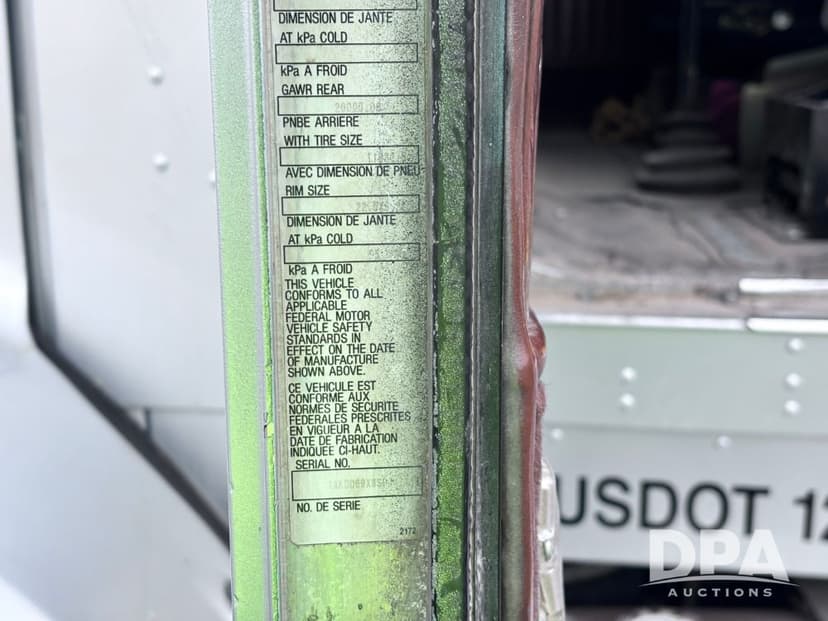 DIMENSION DE JANTE
AT kPa COLD
kPa A FROID
GAWR REAR
PNBE ARRIERE
WITH TIRE SIZE
AVEC DIMENSION DE PNEU
RIM SIZE
DIMENSION DE JANTE
AT kPa COLD
kPa A FROID
THIS VEHICLE
CONFORMS TO ALL
APPLICABLE
FEDERAL MOTOR
VEHICLE SAFETY
STANDARDS IN
EFFECT ON THE DATE
OF MANUFACTURE
SHOWN ABOVE.
CE VEHICULE EST
CONFORME AUX
NORMES DE SECURITE
FEDERALES PRESCRITES
EN VIGUEUR A LA
DATE DE FABRICATION
INDIQUEE CI-HAUT.
SERIAL NO.
NO. DE SERIE
2172
USDOT 12
DPA
AUCTIONS